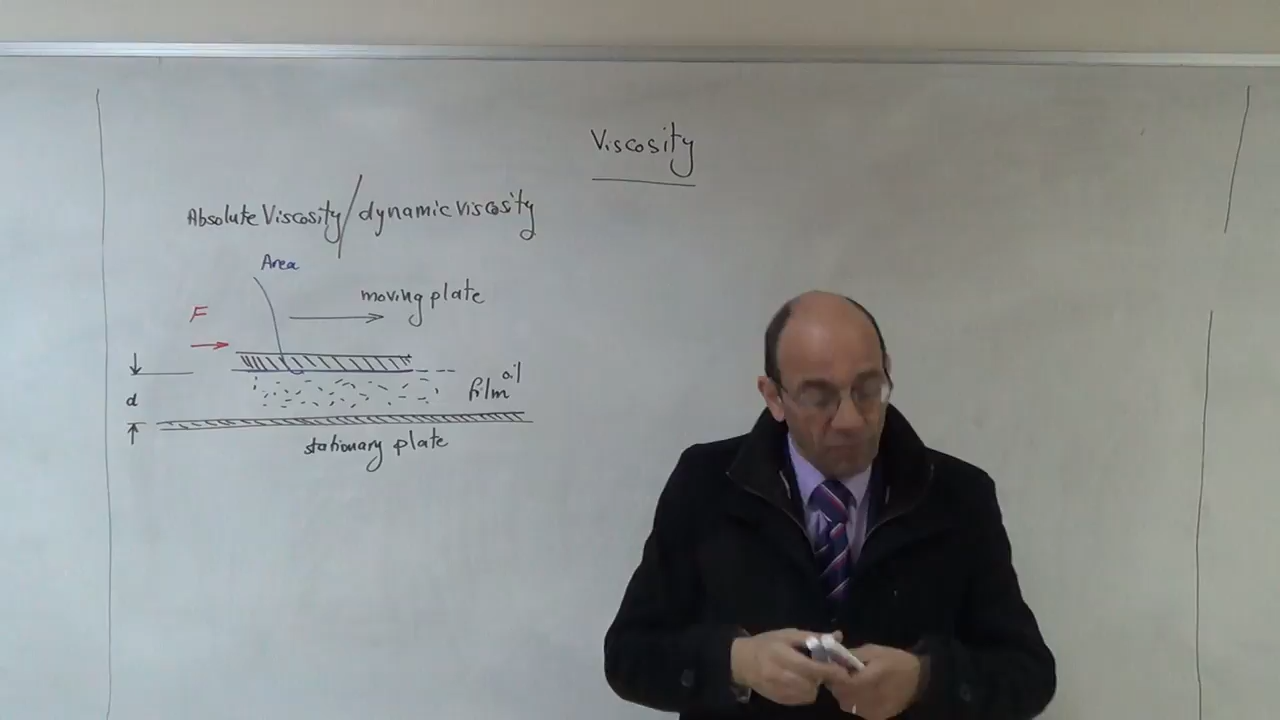 Viscosity
Absolute Viscosity/dynamic viscosity
Area
moving plate
F
d
film oil
stationary plate